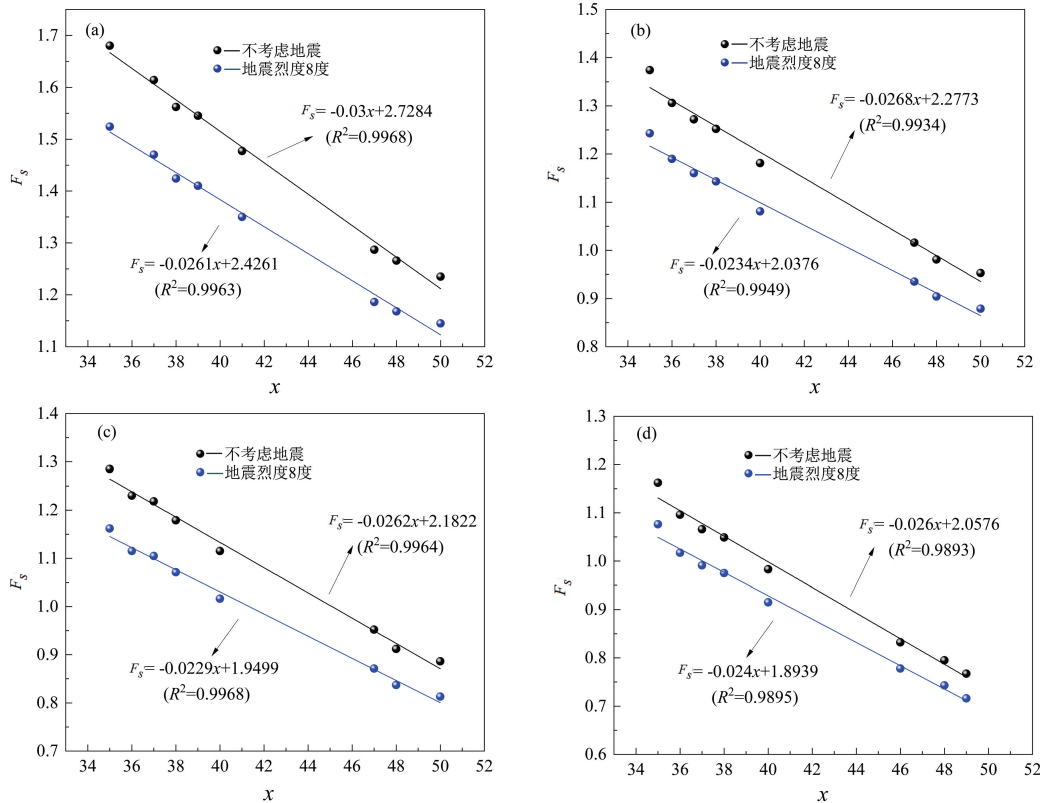 (a)
不考虑地震
地震烈度8度
Fs= -0.03x+2.7284
(R²=0.9968)
Fs= -0.0261x+2.4261
(R²=0.9963)
Fs
1.7
1.6
1.5
1.4
1.3
1.2
1.1
34 36 38 40 42 44 46 48 50 52
x
(b)
不考虑地震
地震烈度8度
Fs= -0.0268x+2.2773
(R²=0.9934)
Fs= -0.0234x+2.0376
(R²=0.9949)
Fs
1.5
1.4
1.3
1.2
1.1
1.0
0.9
0.8
34 36 38 40 42 44 46 48 50 52
x
(c)
不考虑地震
地震烈度8度
Fs= -0.0262x+2.1822
(R²=0.9964)
Fs= -0.0229x+1.9499
(R²=0.9968)
Fs
1.4
1.3
1.2
1.1
1.0
0.9
0.8
0.7
34 36 38 40 42 44 46 48 50 52
x
(d)
不考虑地震
地震烈度8度
Fs= -0.026x+2.0576
(R²=0.9893)
Fs= -0.024x+1.8939
(R²=0.9895)
Fs
1.3
1.2
1.1
1.0
0.9
0.8
0.7
0.6
34 36 38 40 42 44 46 48 50 52
x